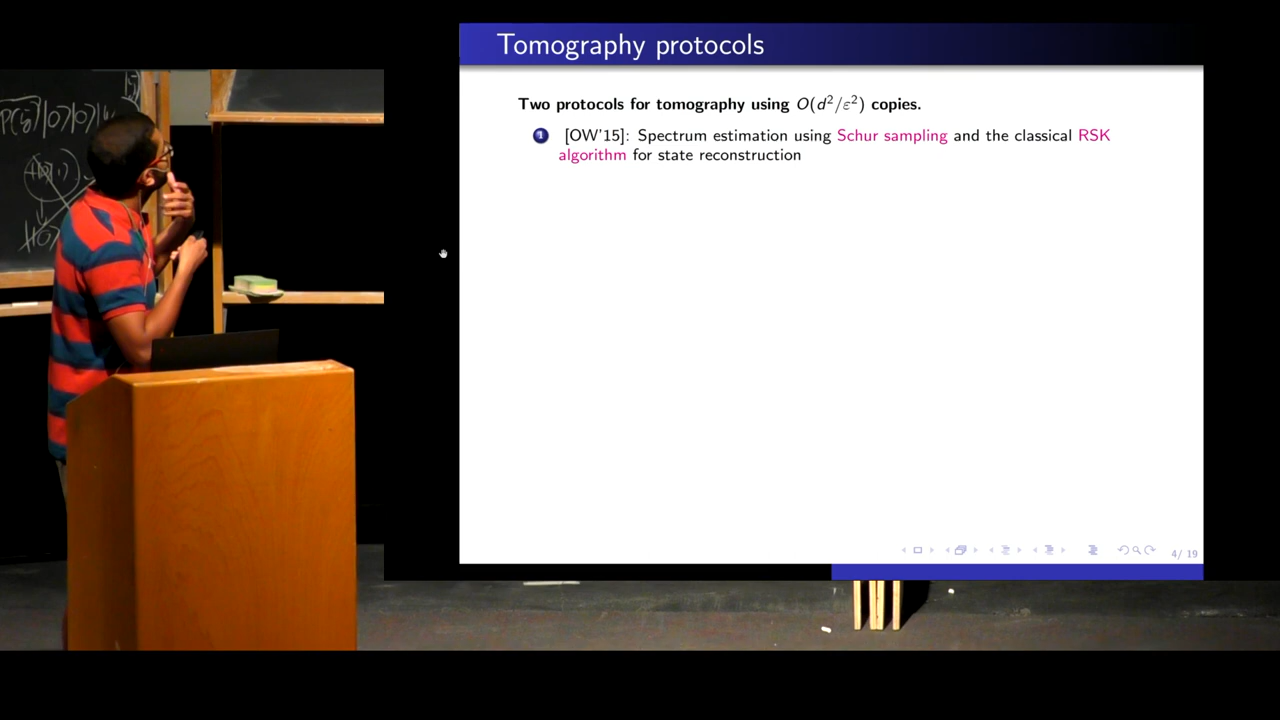 Tomography protocols
Two protocols for tomography using O(d²/ε²) copies.
1 [OW'15]: Spectrum estimation using Schur sampling and the classical RSK
algorithm for state reconstruction
4/ 19